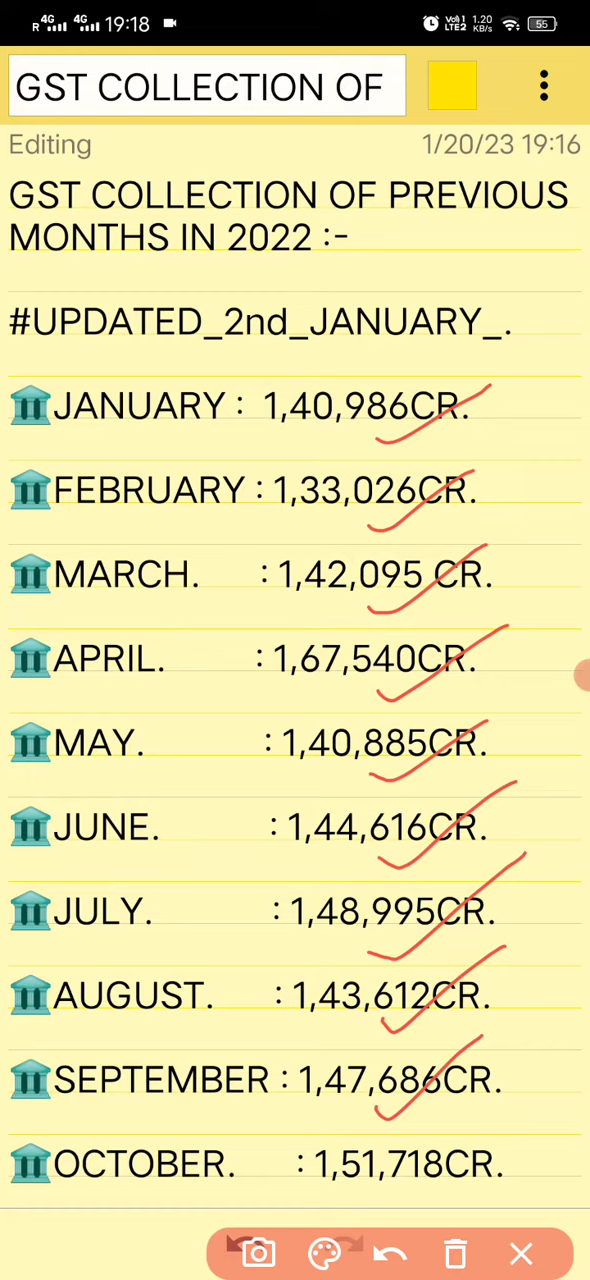 R 4G 4G 19:18 Vo)) 1 LTE2 1.20 KB/s 55
GST COLLECTION OF
Editing 1/20/23 19:16
GST COLLECTION OF PREVIOUS
MONTHS IN 2022 :-
#UPDATED_2nd_JANUARY_.
JANUARY : 1,40,986CR.
FEBRUARY : 1,33,026CR.
MARCH. : 1,42,095 CR.
APRIL. : 1,67,540CR.
MAY. : 1,40,885CR.
JUNE. : 1,44,616CR.
JULY. : 1,48,995CR.
AUGUST. : 1,43,612CR.
SEPTEMBER : 1,47,686CR.
OCTOBER. : 1,51,718CR.